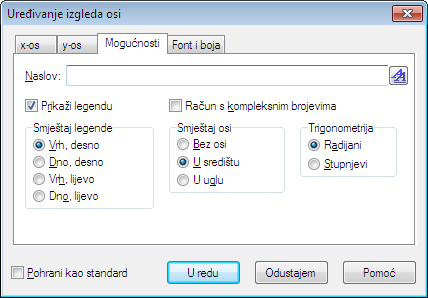 Uređivanje izgleda osi
x-os y-os Mogućnosti Font i boja
Naslov:
Prikaži legendu Račun s kompleksnim brojevima
Smještaj legende Smještaj osi Trigonometrija
Vrh, desno Bez osi Radijani
Dno, desno U središtu Stupnjevi
Vrh, lijevo U uglu
Dno, lijevo
Pohrani kao standard U redu Odustajem Pomoć